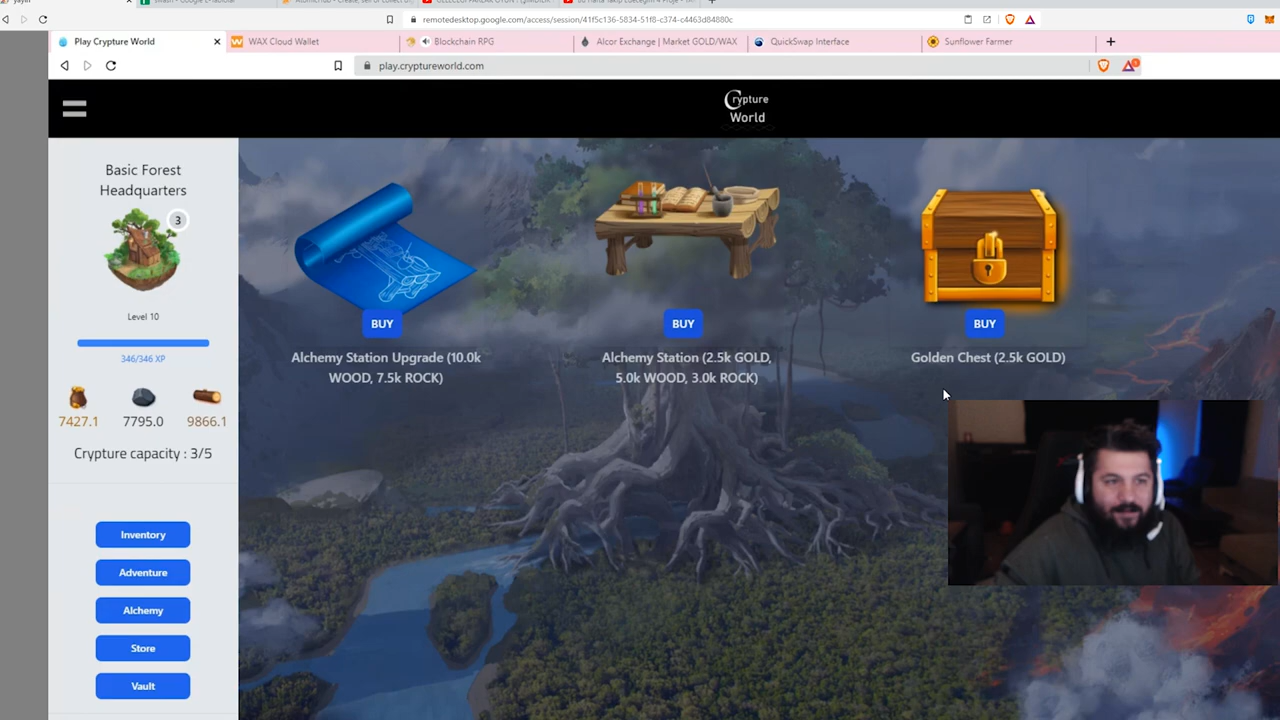 remotedesktop.google.com/access/session/41f5c136-5834-51f8-c374-c4463d84880c
Play Crypture World
WAX Cloud Wallet
Blockchain RPG
Alcor Exchange | Market GOLD/WAX
QuickSwap Interface
Sunflower Farmer
play.cryptureworld.com
Crypture
World
Basic Forest
Headquarters
3
Level 10
346/346 XP
7427.1
7795.0
9866.1
Crypture capacity : 3/5
Inventory
Adventure
Alchemy
Store
Vault
BUY
Alchemy Station Upgrade (10.0k
WOOD, 7.5k ROCK)
BUY
Alchemy Station (2.5k GOLD,
5.0k WOOD, 3.0k ROCK)
BUY
Golden Chest (2.5k GOLD)